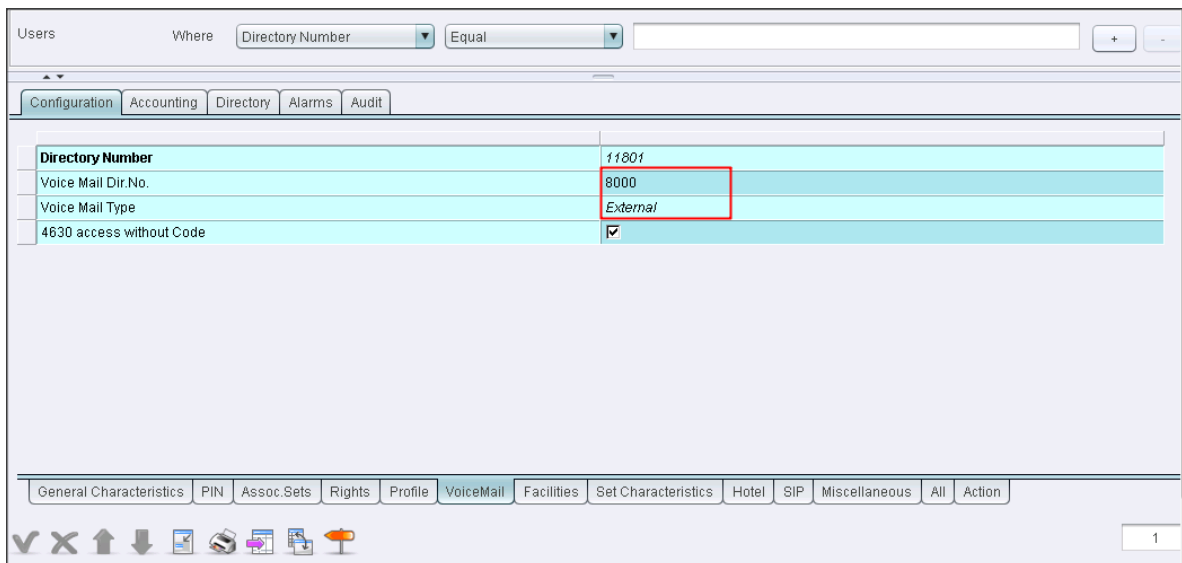 Users Where Directory Number Equal + -
Configuration Accounting Directory Alarms Audit
Directory Number 11801
Voice Mail Dir.No. 8000
Voice Mail Type External
4630 access without Code
General Characteristics PIN Assoc.Sets Rights Profile VoiceMail Facilities Set Characteristics Hotel SIP Miscellaneous All Action
1